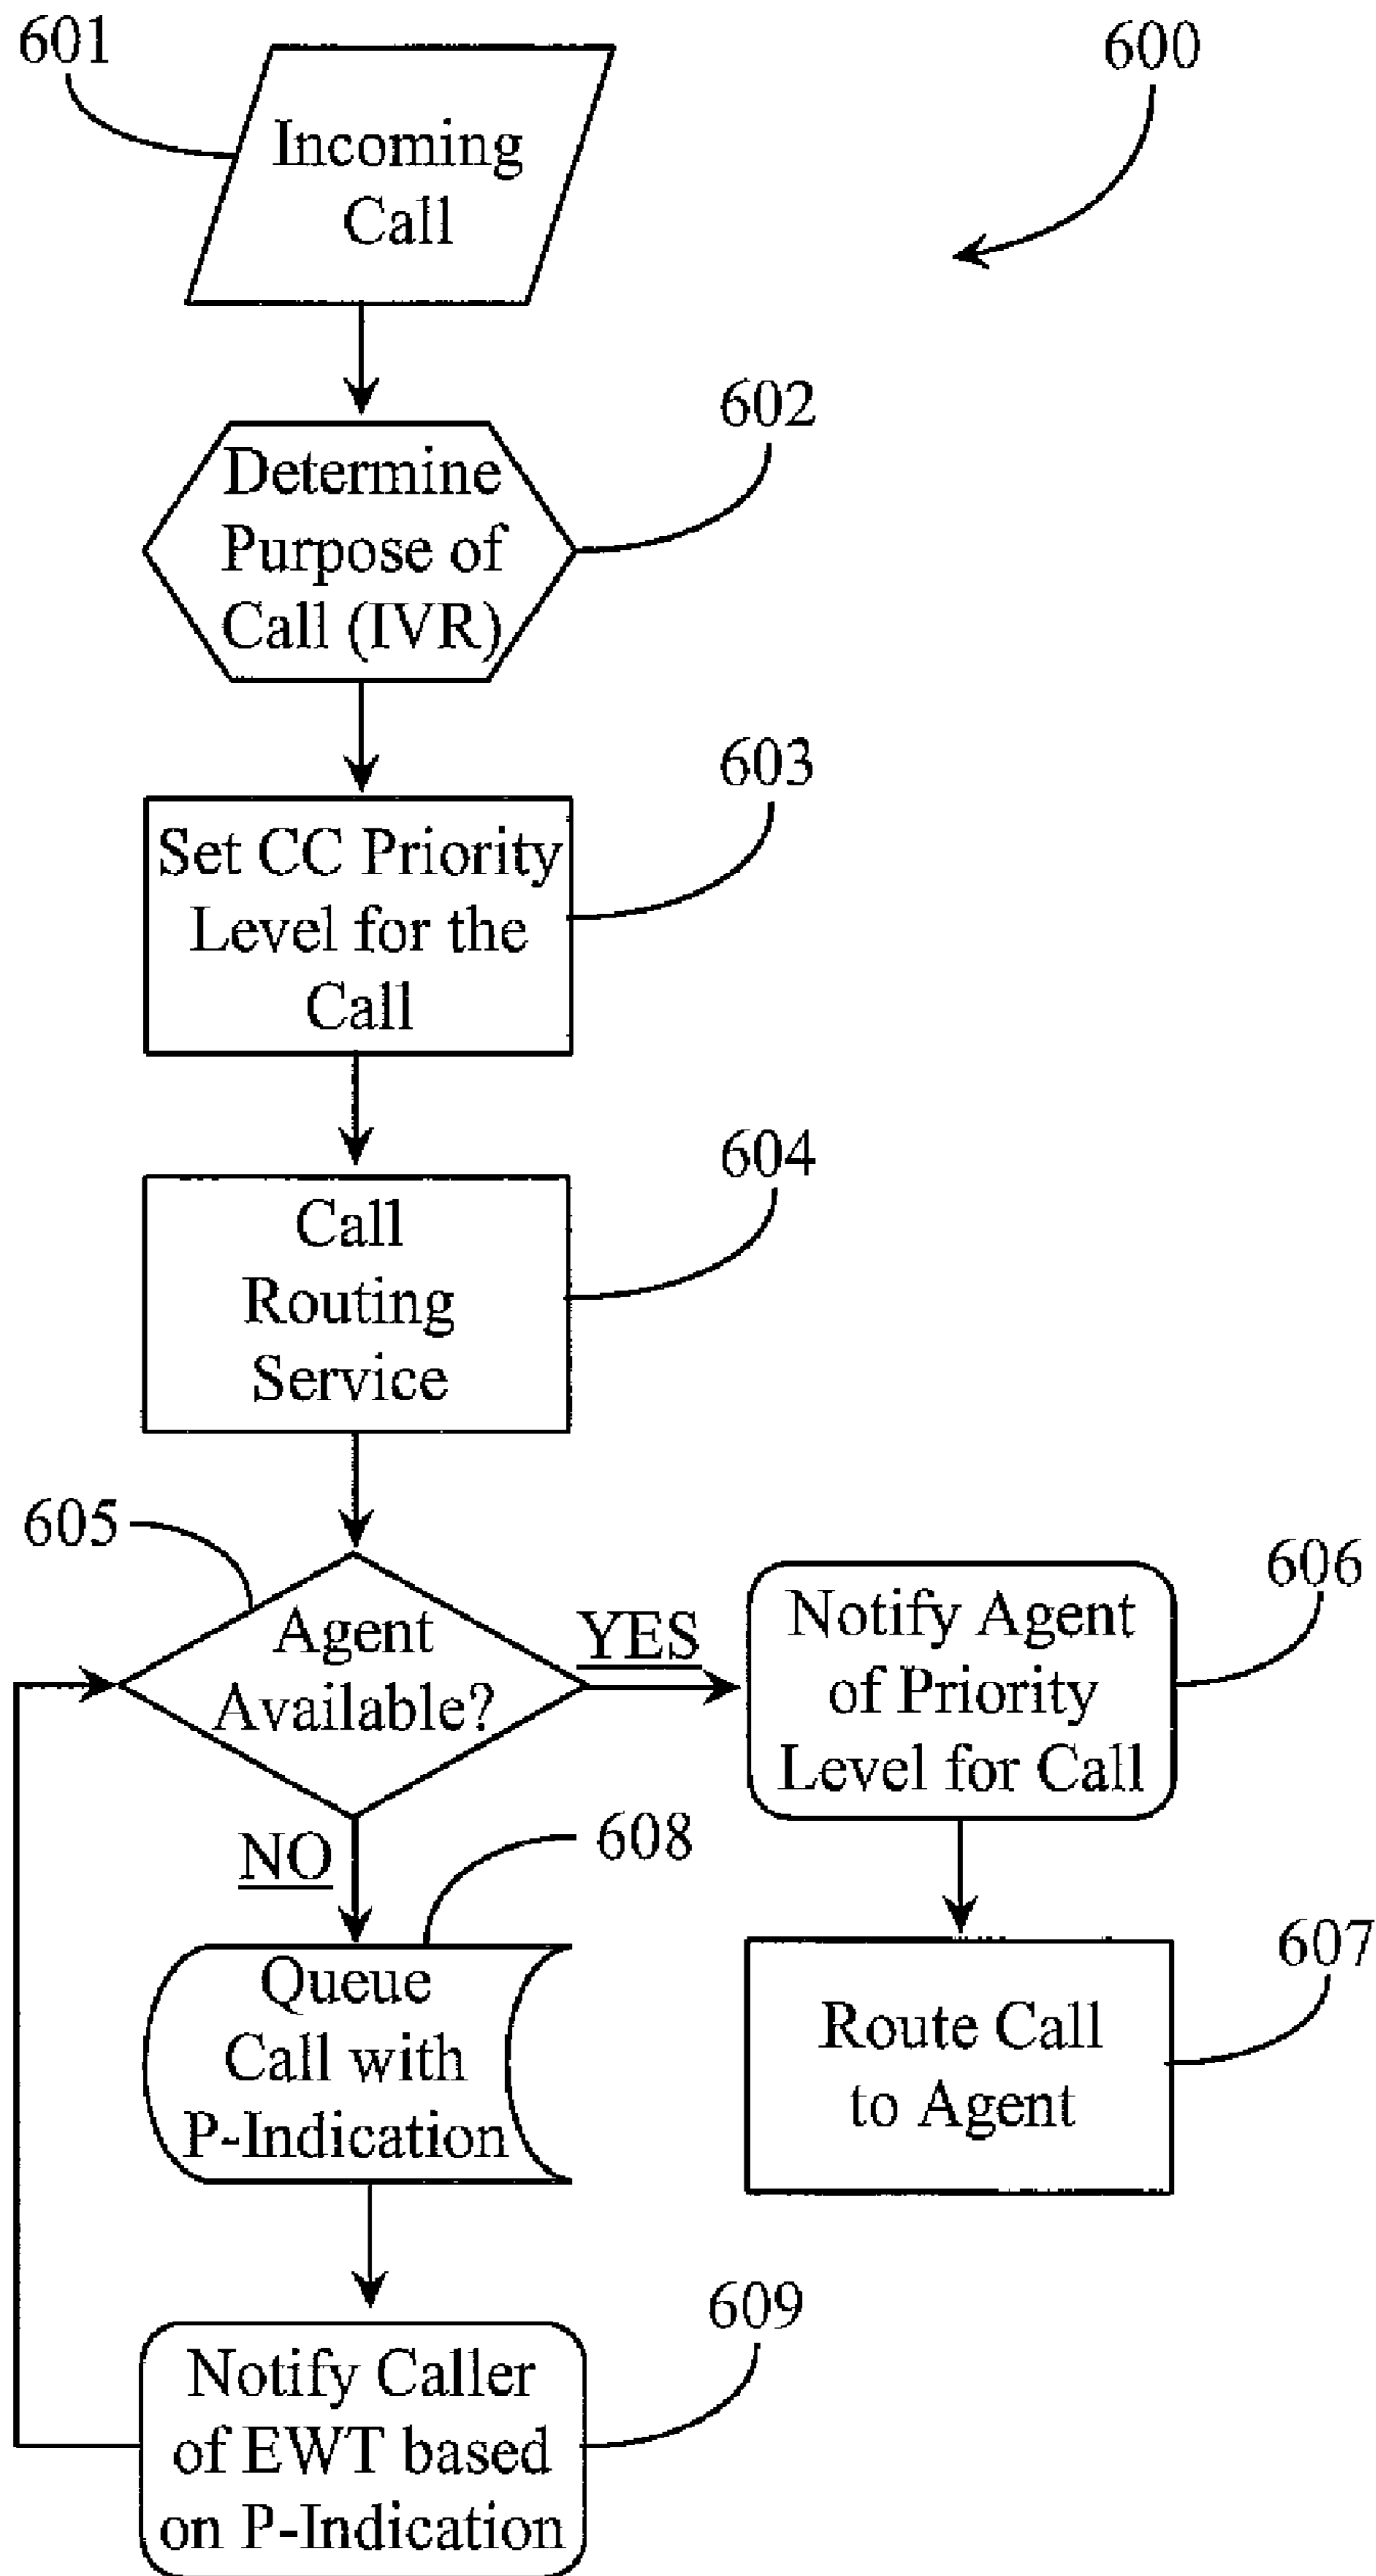 601
Incoming
Call
600
602
Determine
Purpose of
Call (IVR)
603
Set CC Priority
Level for the
Call
604
Call
Routing
Service
605
Agent
Available?
YES
606
Notify Agent
of Priority
Level for Call
NO
608
607
Queue
Call with
P-Indication
Route Call
to Agent
609
Notify Caller
of EWT based
on P-Indication